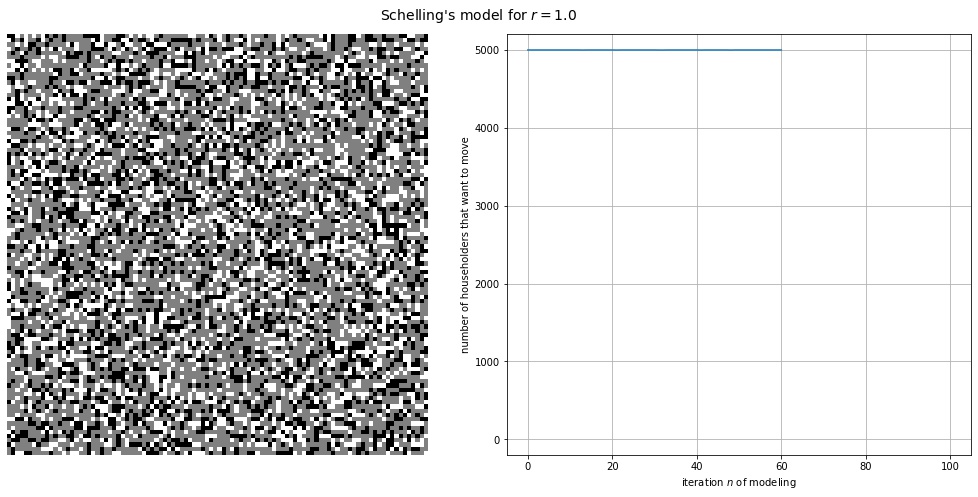 Schelling's model for r = 1.0
number of householders that want to move
5000
4000
3000
2000
1000
0
0 20 40 60 80 100
iteration n of modeling